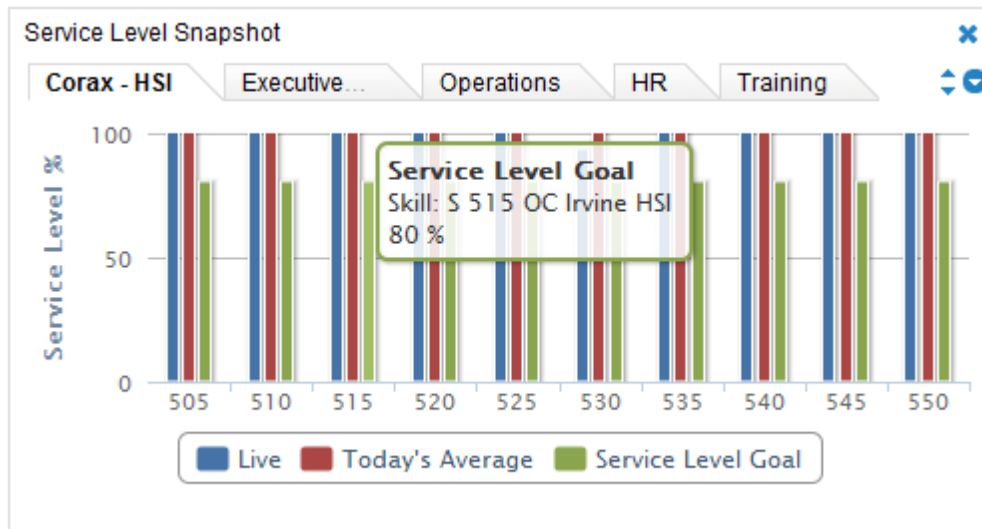 Service Level Snapshot
Corax - HSI Executive... Operations HR Training
Service Level %
100
50
0
Service Level Goal
Skill: S 515 OC Irvine HSI
80 %
505 510 515 520 525 530 535 540 545 550
Live Today's Average Service Level Goal